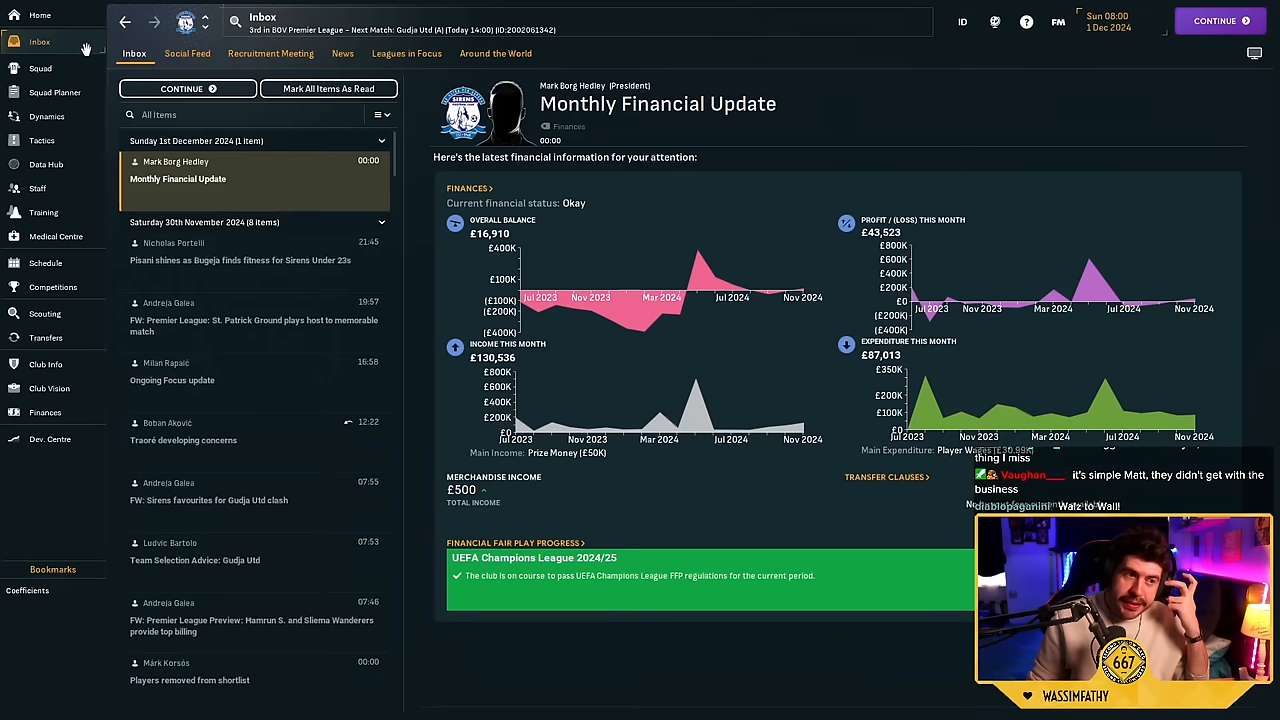 Home
Inbox
Squad
Squad Planner
Dynamics
Tactics
Data Hub
Staff
Training
Medical Centre
Schedule
Competitions
Scouting
Transfers
Club Info
Club Vision
Finances
Dev. Centre
Bookmarks
Coefficients
Inbox
3rd in BOV Premier League - Next Match: Gudja Utd (A) (Today 14:00) (ID:2002061342)
ID
FM
Sun 08:00
1 Dec 2024
CONTINUE
Inbox
Social Feed
Recruitment Meeting
News
Leagues in Focus
Around the World
CONTINUE
Mark All Items As Read
All Items
Sunday 1st December 2024 (1 Item)
Mark Borg Hedley 00:00
Monthly Financial Update
Saturday 30th November 2024 (8 Items)
Nicholas Portelli 21:45
Pisani shines as Bugeja finds fitness for Sirens Under 23s
Andreja Galea 19:57
FW: Premier League: St. Patrick Ground plays host to memorable
match
Milan Rapaić 16:58
Ongoing Focus update
Boban Aković 12:22
Traoré developing concerns
Andreja Galea 07:55
FW: Sirens favourites for Gudja Utd clash
Ludvic Bartolo 07:53
Team Selection Advice: Gudja Utd
Andreja Galea 07:46
FW: Premier League Preview: Hamrun S. and Sliema Wanderers
provide top billing
Márk Korsós 00:00
Players removed from shortlist
SIRENS
Mark Borg Hedley (President)
Monthly Financial Update
Finances
00:00
Here's the latest financial information for your attention:
FINANCES >
Current financial status: Okay
OVERALL BALANCE
£16,910
£400K
£100K
(£100K)
(£200K)
(£400K)
Jul 2023 Nov 2023 Mar 2024 Jul 2024 Nov 2024
PROFIT / (LOSS) THIS MONTH
£43,523
£800K
£600K
£400K
£200K
£0
(£200K)
(£400K)
Jul 2023 Nov 2023 Mar 2024 Jul 2024 Nov 2024
INCOME THIS MONTH
£130,536
£800K
£600K
£400K
£200K
£0
Jul 2023 Nov 2023 Mar 2024 Jul 2024 Nov 2024
Main Income: Prize Money (£50K)
EXPENDITURE THIS MONTH
£87,013
£350K
£200K
£100K
£0
Jul 2023 Nov 2023 Mar 2024 Jul 2024 Nov 2024
Main Expenditure: Player Wages (£30.99K)
MERCHANDISE INCOME
£500
TOTAL INCOME
TRANSFER CLAUSES >
FINANCIAL FAIR PLAY PROGRESS >
UEFA Champions League 2024/25
The club is on course to pass UEFA Champions League FFP regulations for the current period.
thing I miss
Vaughan___ it's simple Matt, they didn't get with the
business
diablopaganini: Walz to Wall!
667
WASSIMFATHY